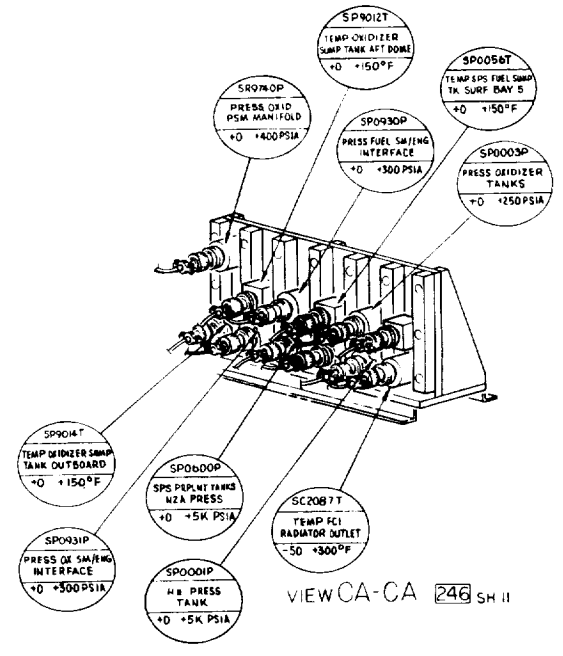 SP9012T
TEMP OXIDIZER
SUMP TANK AFT DOME
+0 +150°F
SP0056T
TEMP SPS FUEL SUMP
TK SURF BAY 5
+0 +150°F
SR9740P
PRESS OXID
PSM MANIFOLD
+0 +400 PSIA
SP0930P
PRESS FUEL SM/ENG
INTERFACE
+0 +300 PSIA
SP0003P
PRESS OXIDIZER
TANKS
+0 +250 PSIA
SP9014T
TEMP OXIDIZER SUMP
TANK OUTBOARD
+0 +150°F
SP0600P
SPS PRPLNT TANKS
N2A PRESS
+0 +5K PSIA
SC2087T
TEMP FCI
RADIATOR OUTLET
-50 +300°F
SP0931P
PRESS OX SM/ENG
INTERFACE
+0 +300 PSIA
SP0001P
HE PRESS
TANK
+0 +5K PSIA
VIEW CA-CA 246 SH 11